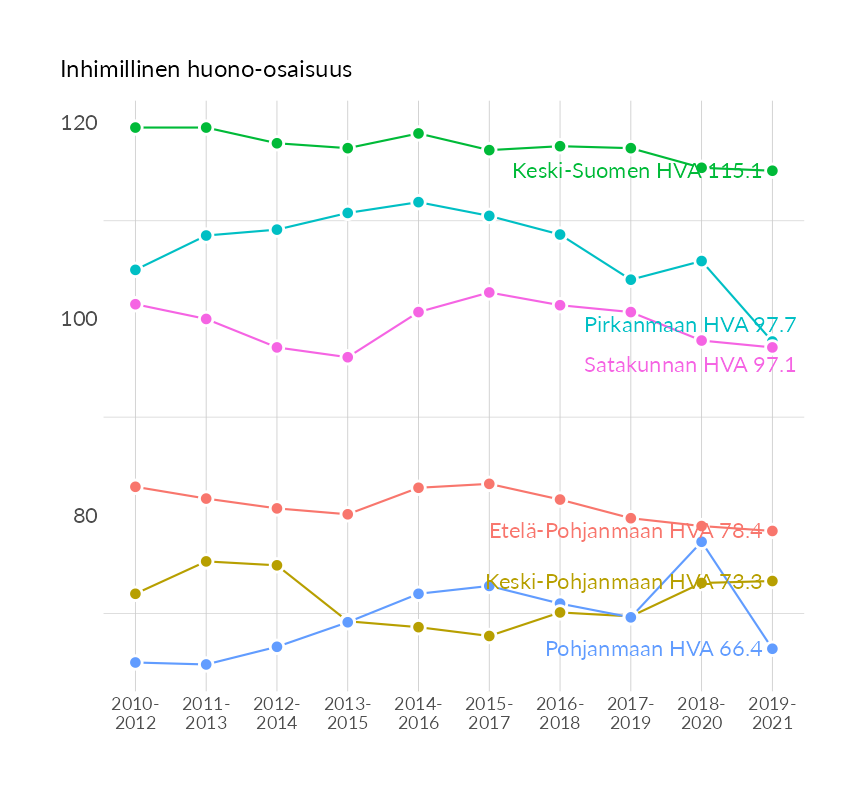 Inhimillinen huono-osaisuus
120
Keski-Suomen HVA 115.1
100
Pirkanmaan HVA 97.7
Satakunnan HVA 97.1
80
Etelä-Pohjanmaan HVA 78.4
Keski-Pohjanmaan HVA 73.3
Pohjanmaan HVA 66.4
2010- 2011- 2012- 2013- 2014- 2015- 2016- 2017- 2018- 2019-
2012 2013 2014 2015 2016 2017 2018 2019 2020 2021